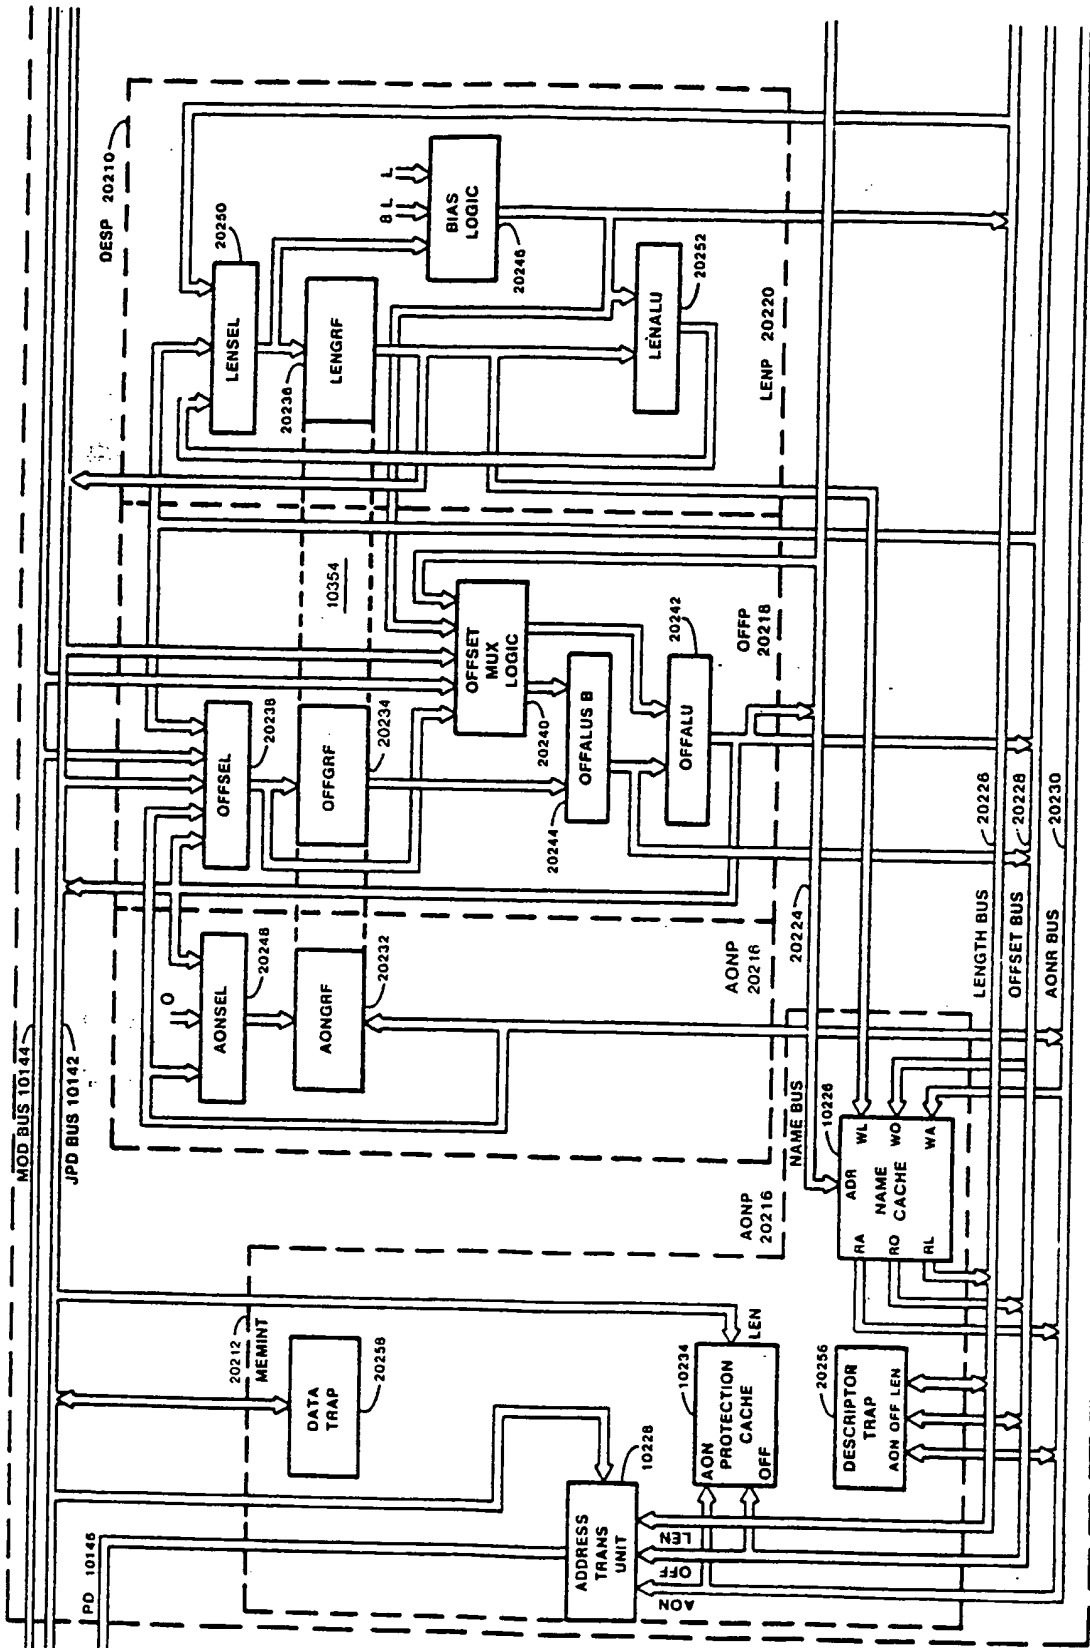 MOD BUS 10144
JPD BUS 10142
PD 10146
DESP 20210
20212
MEMINT
DATA
TRAP
20258
ADDRESS
TRANS
UNIT
10228
AON
OFF
LEN
AON
PROTECTION
CACHE
OFF
LEN
10234
DESCRIPTOR
TRAP
AON OFF LEN
20256
AONP
20216
NAME BUS
20224
ADR
RA
RO
RL
NAME
CACHE
WL
WO
WA
10226
LENGTH BUS
20226
OFFSET BUS
20228
AONR BUS
20230
O
AONSEL
20248
AONGRF
20232
AONP
20216
OFFSEL
20238
OFFGRF
20234
10354
OFFSET
MUX
LOGIC
20240
OFFALUS B
20244
OFFALU
20242
OFFP
20218
LENSEL
20250
LENGRF
20236
8 L
L
BIAS
LOGIC
20246
LENALU
20252
LENP 20220